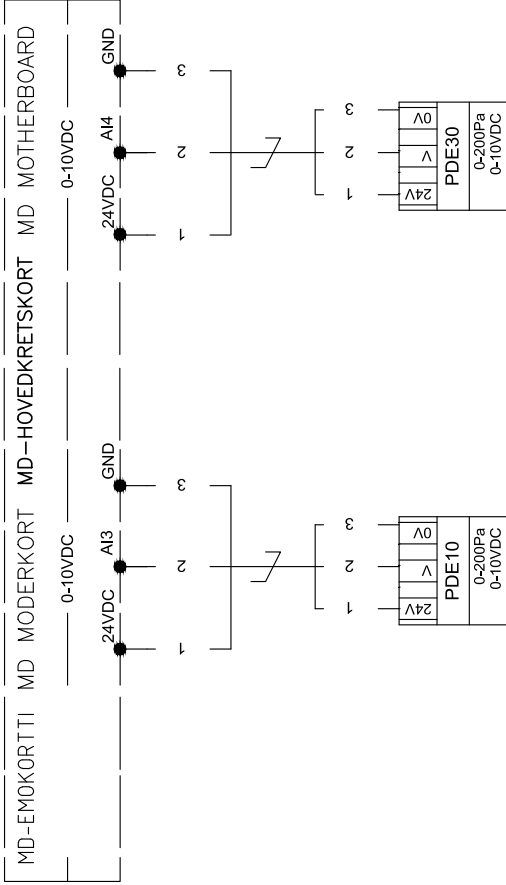 MD-EMOKORTTI MD MODERKORT MD-HOVEDKRETSKORT MD MOTHERBOARD
0-10VDC 0-10VDC
24VDC AI3 GND 24VDC AI4 GND
1 2 3 1 2 3
1 2 3 1 2 3
24V V 0V 24V V 0V
PDE10 PDE30
0-200Pa 0-200Pa
0-10VDC 0-10VDC